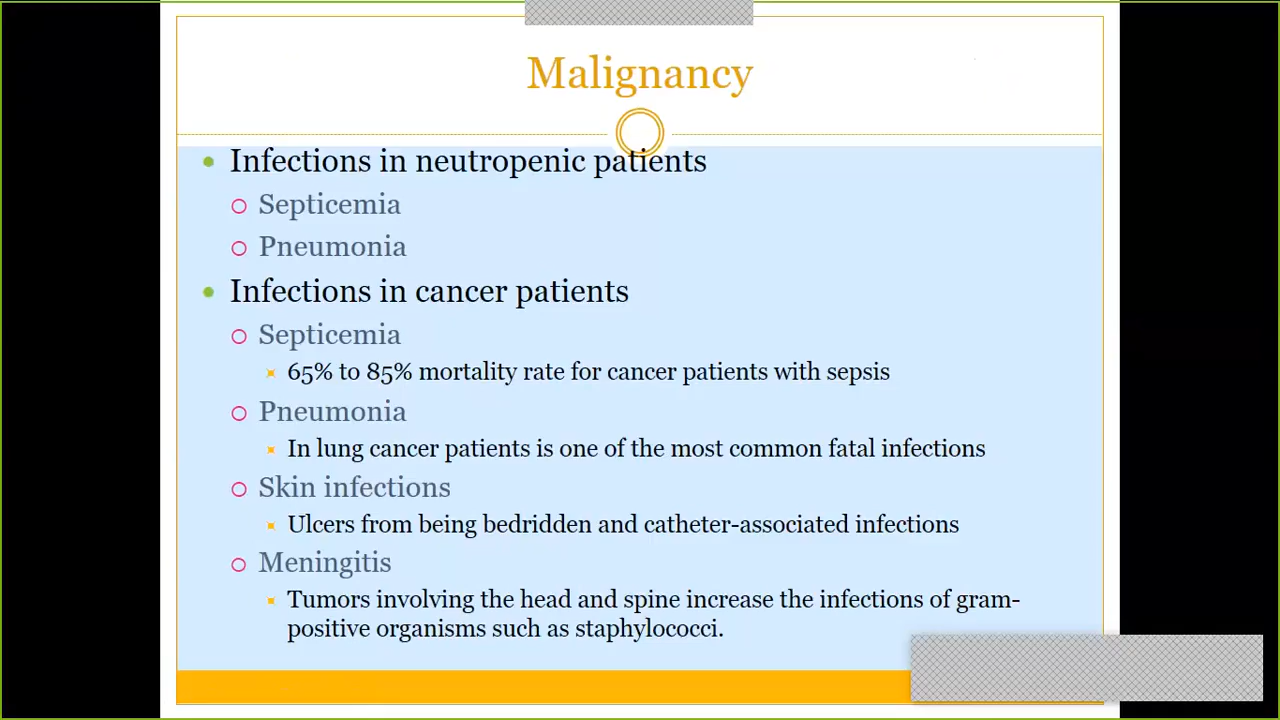 Malignancy
Infections in neutropenic patients
Septicemia
Pneumonia
Infections in cancer patients
Septicemia
65% to 85% mortality rate for cancer patients with sepsis
Pneumonia
In lung cancer patients is one of the most common fatal infections
Skin infections
Ulcers from being bedridden and catheter-associated infections
Meningitis
Tumors involving the head and spine increase the infections of gram-
positive organisms such as staphylococci.